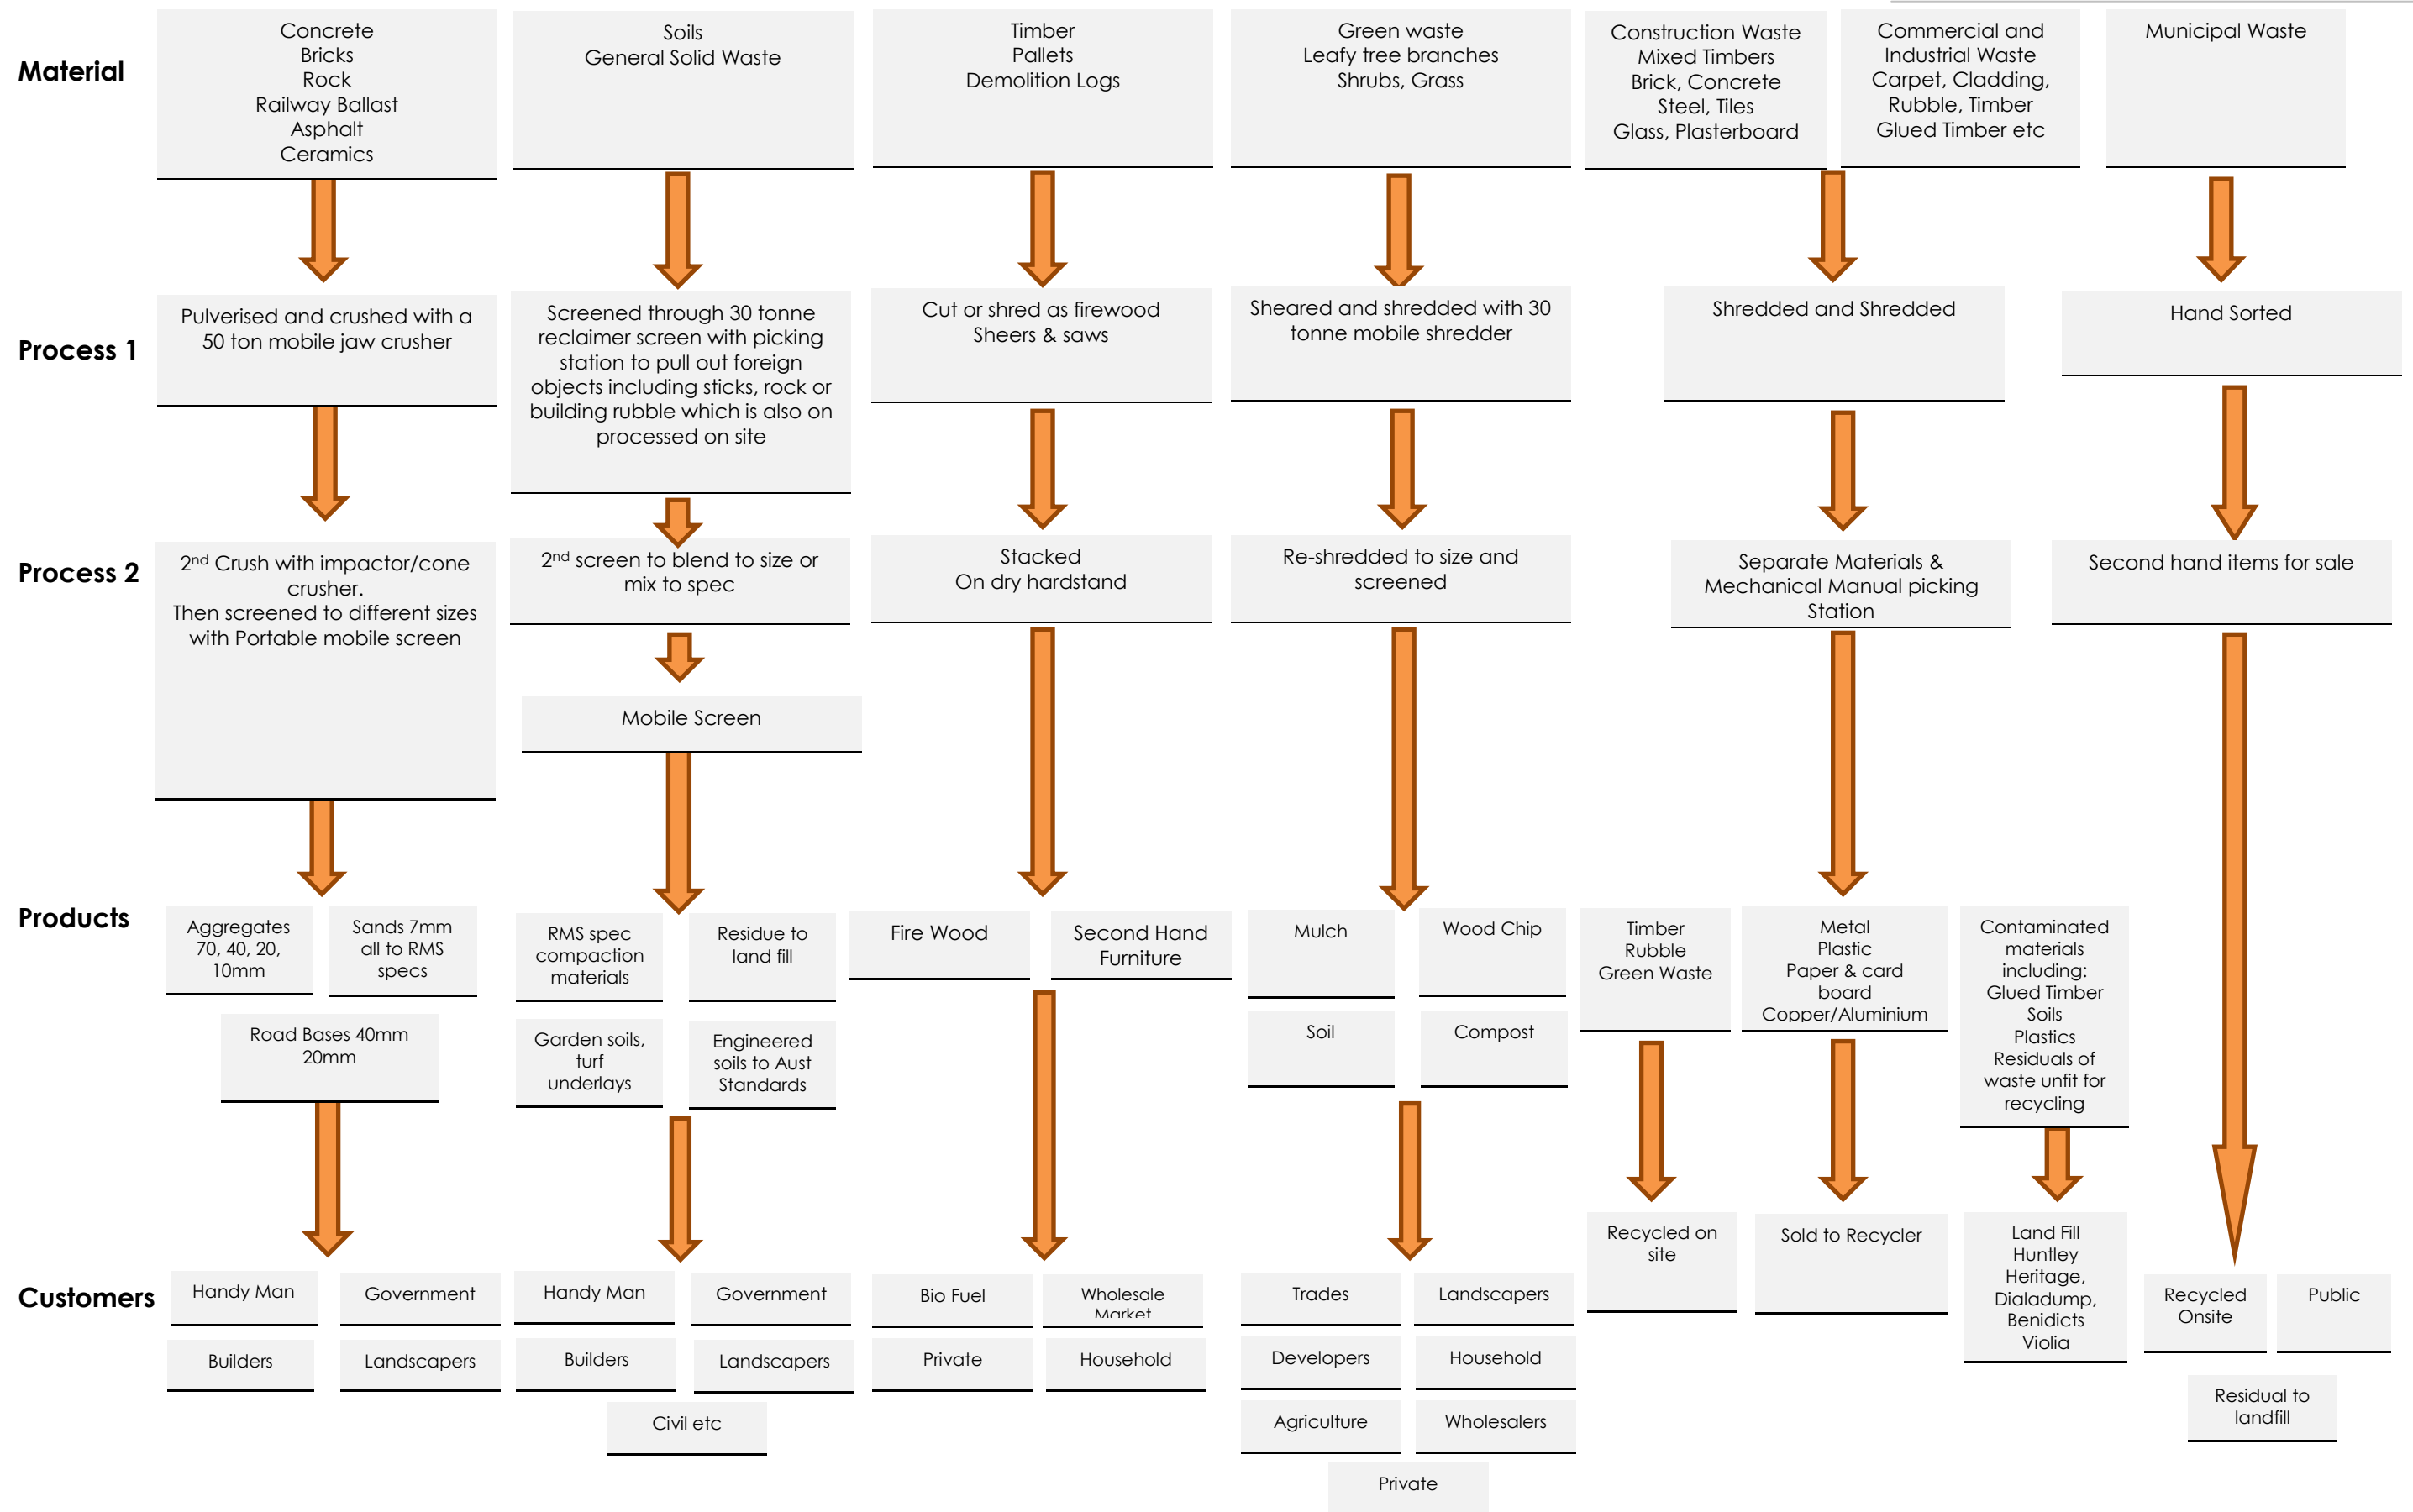 Material
Concrete
Bricks
Rock
Railway Ballast
Asphalt
Ceramics
Soils
General Solid Waste
Timber
Pallets
Demolition Logs
Green waste
Leafy tree branches
Shrubs, Grass
Construction Waste
Mixed Timbers
Brick, Concrete
Steel, Tiles
Glass, Plasterboard
Commercial and
Industrial Waste
Carpet, Cladding,
Rubble, Timber
Glued Timber etc
Municipal Waste
Process 1
Pulverised and crushed with a
50 ton mobile jaw crusher
Screened through 30 tonne
reclaimer screen with picking
station to pull out foreign
objects including sticks, rock or
building rubble which is also on
processed on site
Cut or shred as firewood
Sheers & saws
Sheared and shredded with 30
tonne mobile shredder
Shredded and Shredded
Hand Sorted
Process 2
2nd Crush with impactor/cone
crusher.
Then screened to different sizes
with Portable mobile screen
2nd screen to blend to size or
mix to spec
Mobile Screen
Stacked
On dry hardstand
Re-shredded to size and
screened
Separate Materials &
Mechanical Manual picking
Station
Second hand items for sale
Products
Aggregates
70, 40, 20,
10mm
Sands 7mm
all to RMS
specs
Road Bases 40mm
20mm
RMS spec
compaction
materials
Residue to
land fill
Garden soils,
turf
underlays
Engineered
soils to Aust
Standards
Fire Wood
Second Hand
Furniture
Mulch
Wood Chip
Soil
Compost
Timber
Rubble
Green Waste
Metal
Plastic
Paper & card
board
Copper/Aluminium
Contaminated
materials
including:
Glued Timber
Soils
Plastics
Residuals of
waste unfit for
recycling
Customers
Handy Man
Government
Builders
Landscapers
Handy Man
Government
Builders
Landscapers
Civil etc
Bio Fuel
Wholesale
Market
Private
Household
Trades
Landscapers
Developers
Household
Agriculture
Wholesalers
Private
Recycled on
site
Sold to Recycler
Land Fill
Huntley
Heritage,
Dialadump,
Benidicts
Violia
Recycled
Onsite
Public
Residual to
landfill